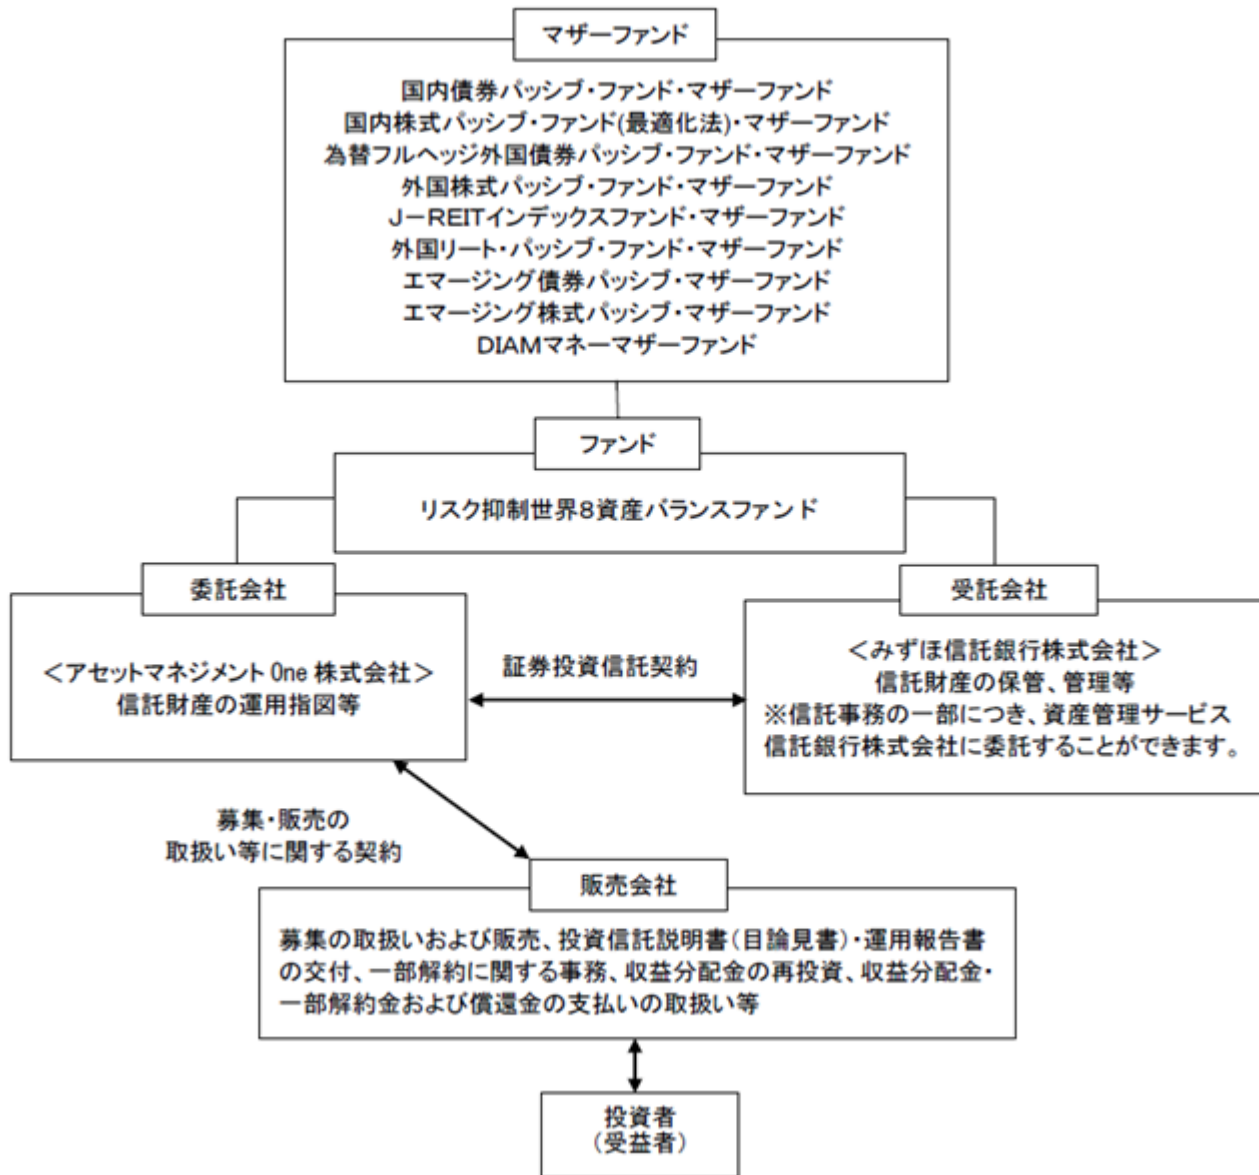 マザーファンド
国内債券パッシブ・ファンド・マザーファンド
国内株式パッシブ・ファンド(最適化法)・マザーファンド
為替フルヘッジ外国債券パッシブ・ファンド・マザーファンド
外国株式パッシブ・ファンド・マザーファンド
J－REITインデックスファンド・マザーファンド
外国リート・パッシブ・ファンド・マザーファンド
エマージング債券パッシブ・マザーファンド
エマージング株式パッシブ・マザーファンド
DIAMマネーマザーファンド
ファンド
リスク抑制世界8資産バランスファンド
委託会社
＜アセットマネジメント One 株式会社＞
信託財産の運用指図等
証券投資信託契約
受託会社
＜みずほ信託銀行株式会社＞
信託財産の保管、管理等
※信託事務の一部につき、資産管理サービス
信託銀行株式会社に委託することができます。
募集・販売の
取扱い等に関する契約
販売会社
募集の取扱いおよび販売、投資信託説明書（目論見書）・運用報告書
の交付、一部解約に関する事務、収益分配金の再投資、収益分配金・
一部解約金および償還金の支払いの取扱い等
投資者
（受益者）